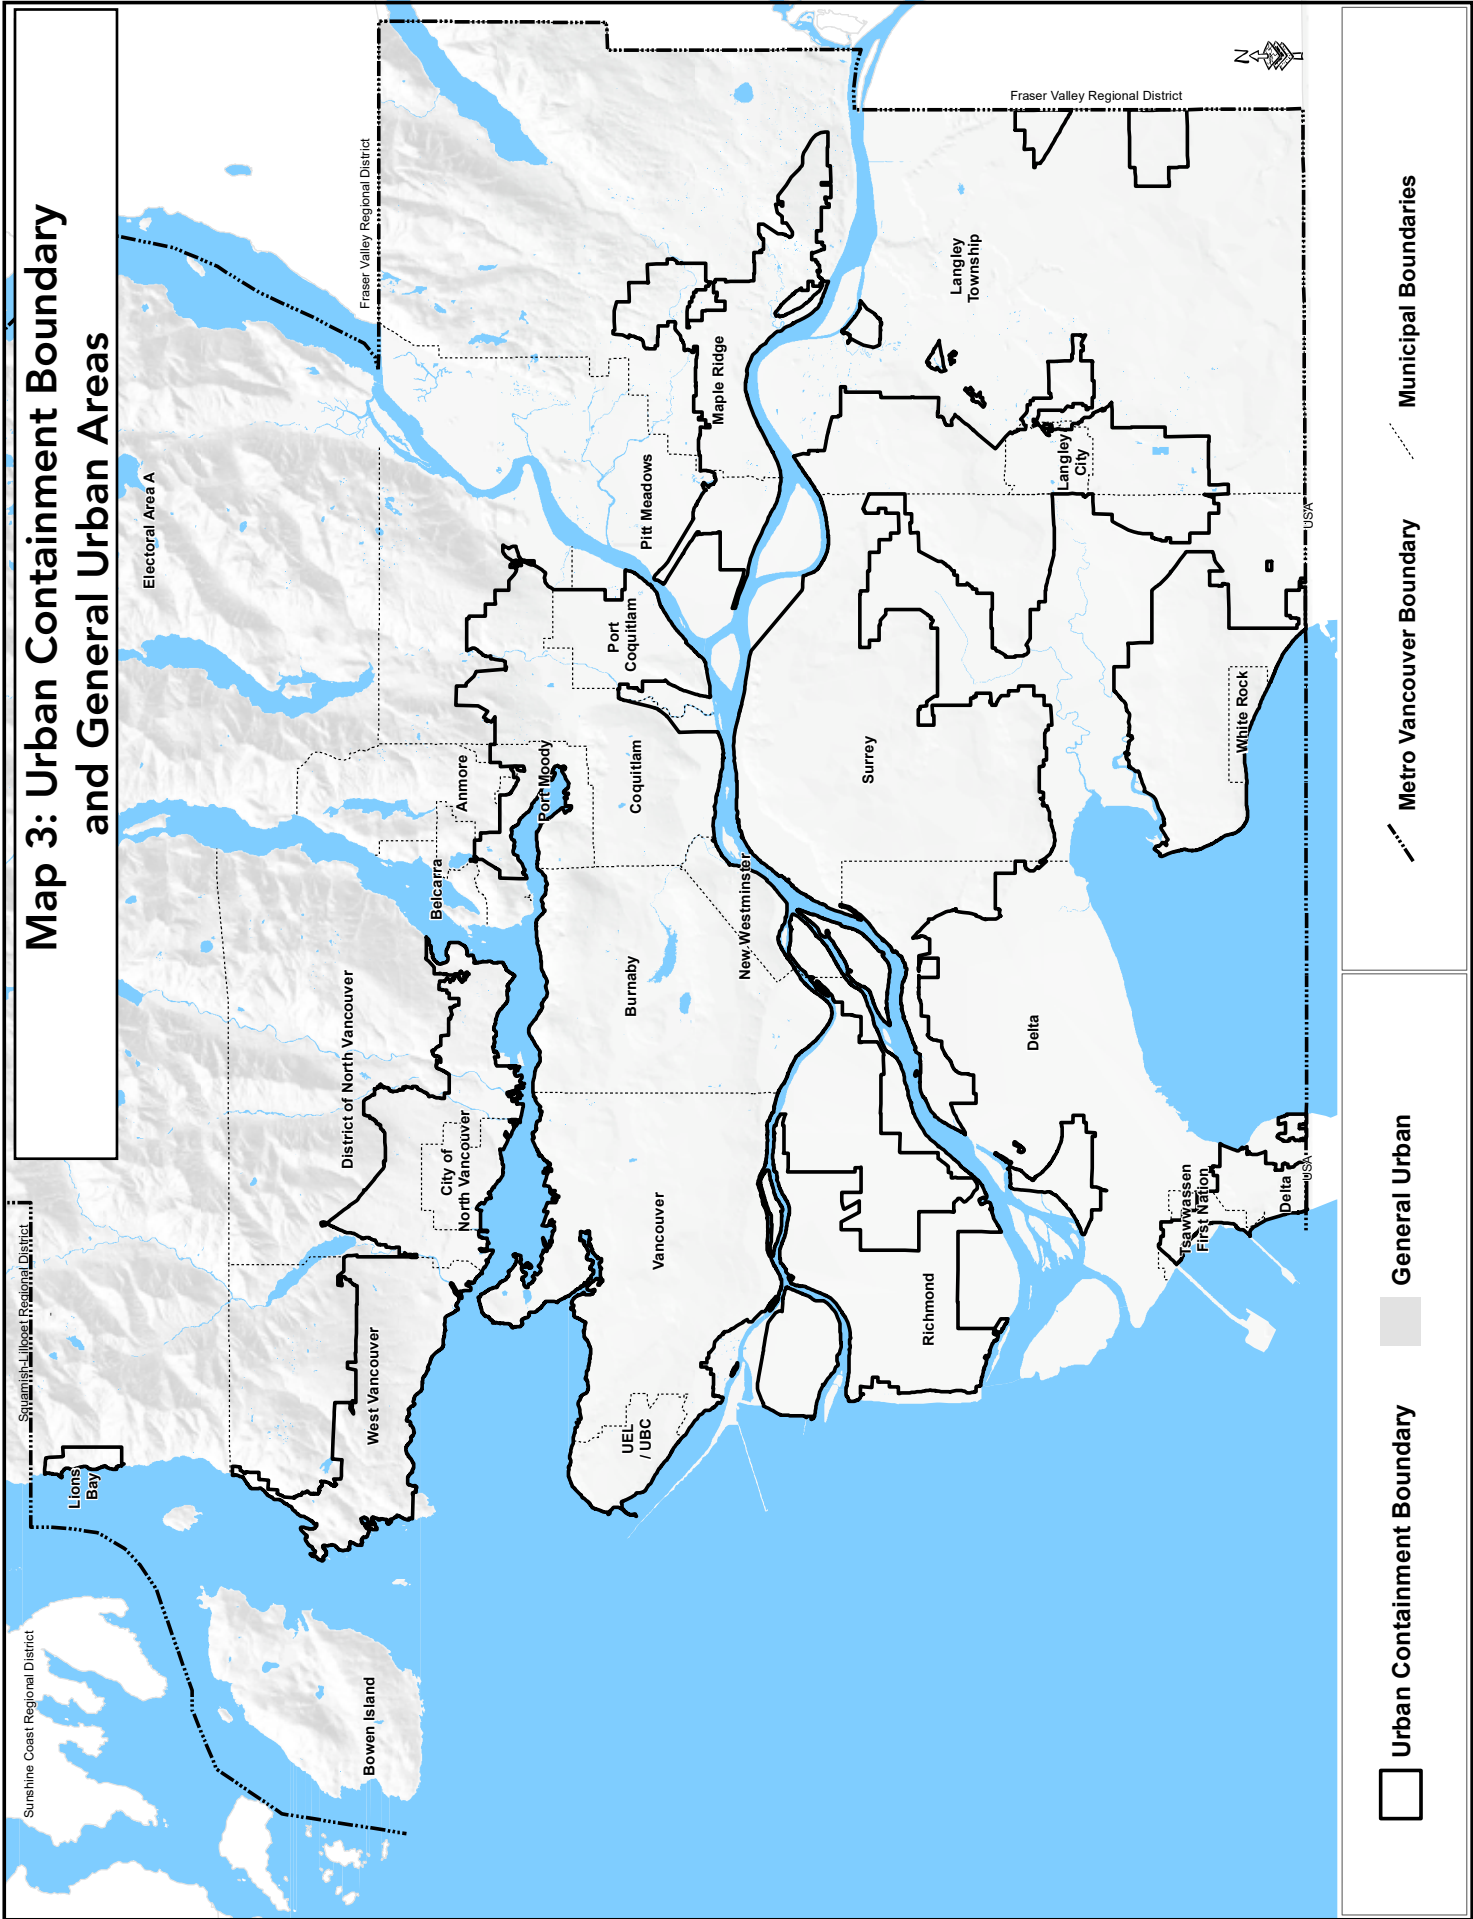 Map 3: Urban Containment Boundary
and General Urban Areas
Sunshine Coast Regional District
Squamish-Lillooet Regional District
Lions
Bay
Electoral Area A
Fraser Valley Regional District
Bowen Island
West Vancouver
District of North Vancouver
City of
North Vancouver
Belcarra
Anmore
Port Moody
Port
Coquitlam
Coquitlam
Pitt Meadows
Maple Ridge
UEL
/ UBC
Vancouver
Burnaby
New Westminster
Surrey
Richmond
Delta
Langley
Township
Langley
City
Fraser Valley Regional District
N
White Rock
Tsawwassen
First Nation
Delta
USA
USA
Urban Containment Boundary
General Urban
Metro Vancouver Boundary
Municipal Boundaries